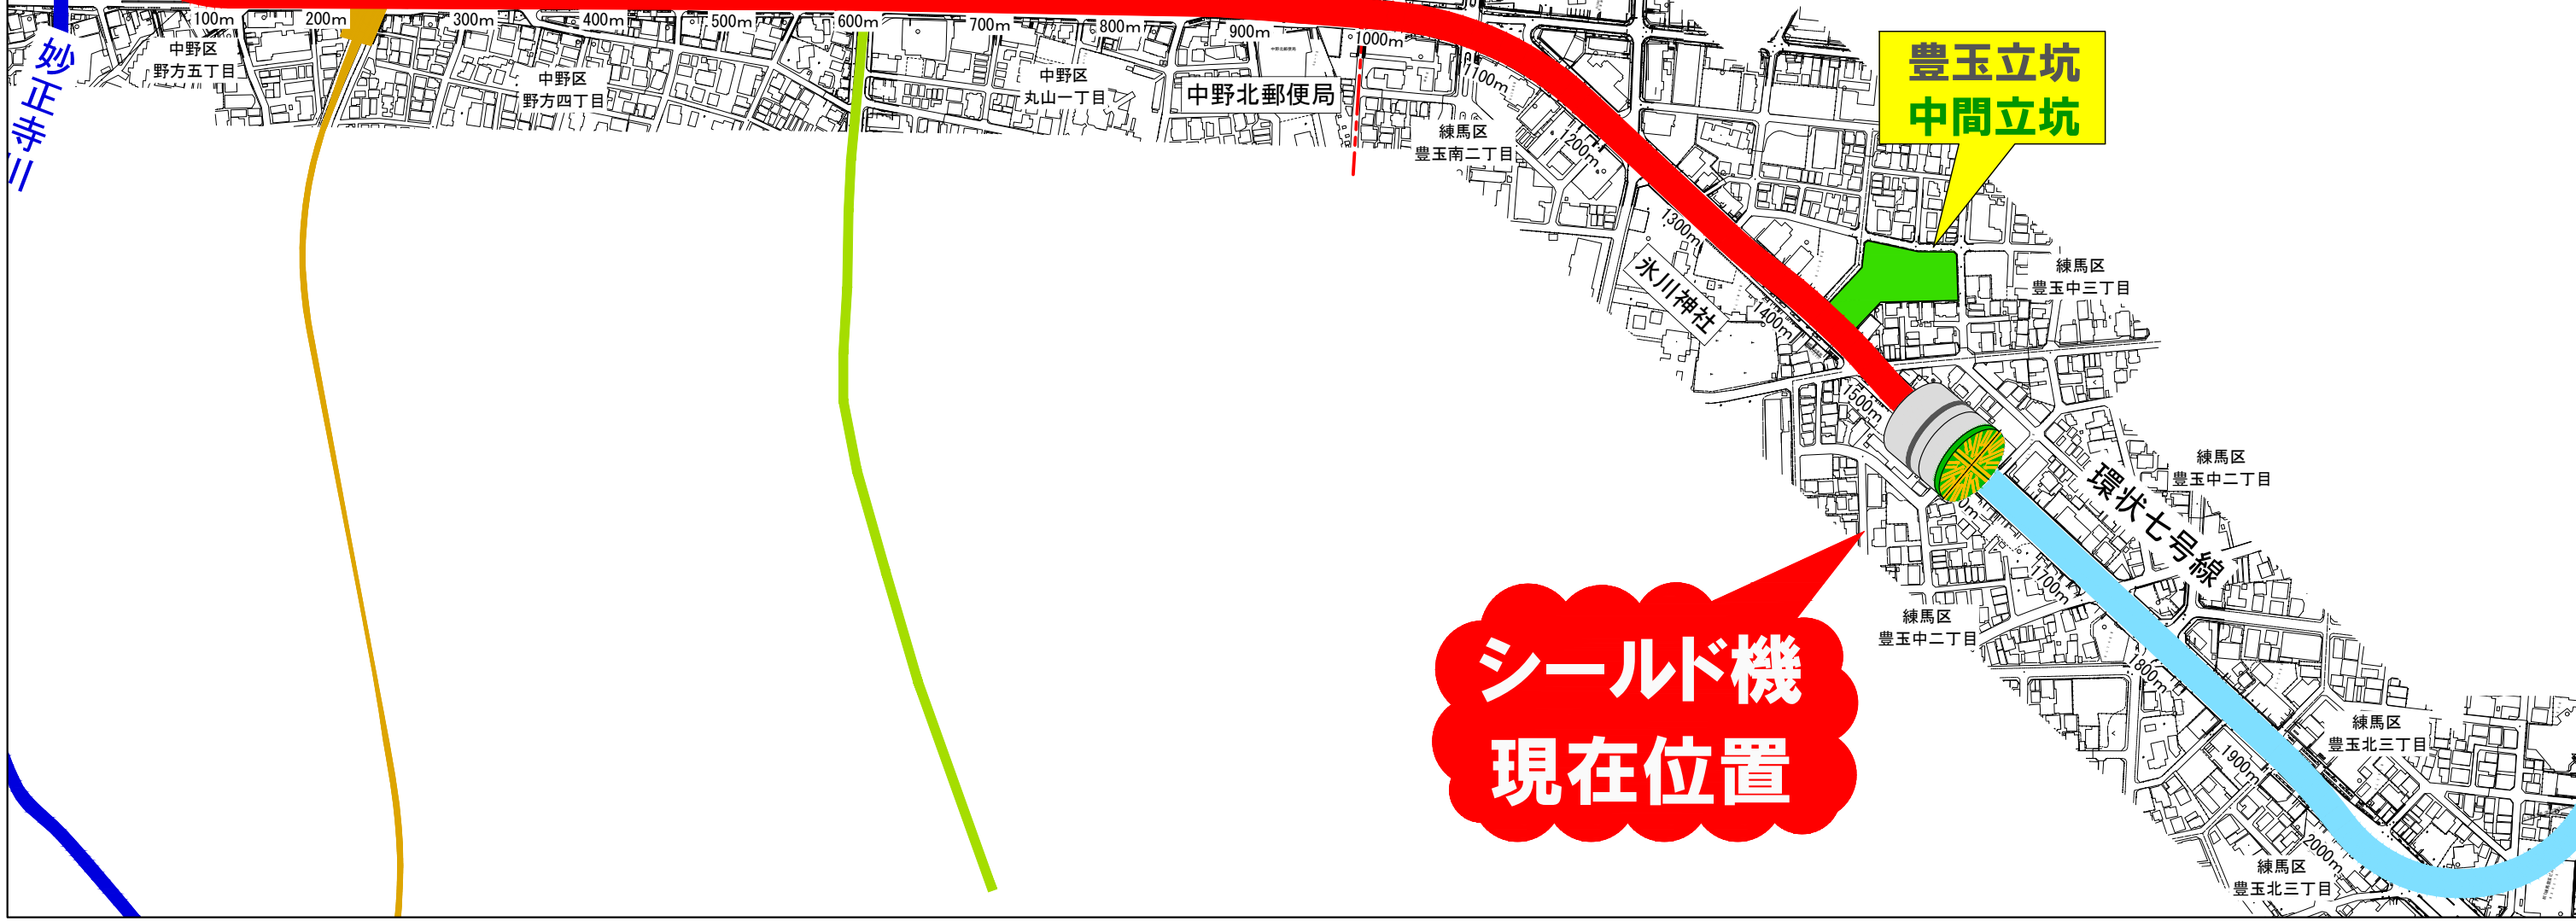 100m
200m
300m
400m
500m
600m
700m
800m
900m
1000m
1100m
1200m
1300m
1400m
1500m
1700m
1800m
1900m
2000m
妙正寺川
中野区
野方五丁目
中野区
野方四丁目
中野区
丸山一丁目
中野北郵便局
練馬区
豊玉南二丁目
豊玉立坑
中間立坑
氷川神社
練馬区
豊玉中三丁目
練馬区
豊玉中二丁目
環状七号線
練馬区
豊玉中二丁目
シールド機
現在位置
練馬区
豊玉北三丁目
練馬区
豊玉北三丁目